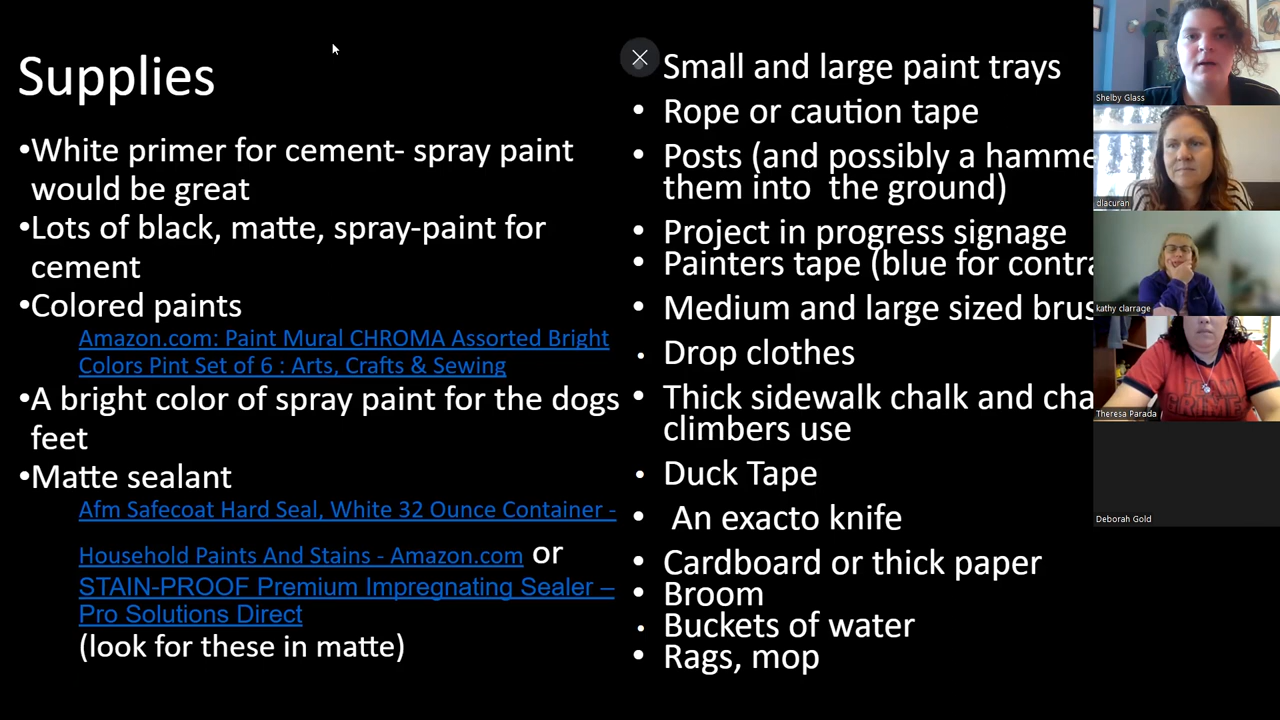 Supplies
•White primer for cement- spray paint
would be great
•Lots of black, matte, spray-paint for
cement
•Colored paints
Amazon.com: Paint Mural CHROMA Assorted Bright
Colors Pint Set of 6 : Arts, Crafts & Sewing
•A bright color of spray paint for the dogs
feet
•Matte sealant
Afm Safecoat Hard Seal, White 32 Ounce Container -
Household Paints And Stains - Amazon.com or
STAIN-PROOF Premium Impregnating Sealer –
Pro Solutions Direct
(look for these in matte)
Small and large paint trays
• Rope or caution tape
• Posts (and possibly a hamme
them into the ground)
• Project in progress signage
• Painters tape (blue for contra
• Medium and large sized brus
• Drop clothes
• Thick sidewalk chalk and cha
climbers use
• Duck Tape
• An exacto knife
• Cardboard or thick paper
• Broom
• Buckets of water
• Rags, mop
Shelby Glass
dlacuran
kathy clarrage
Theresa Parada
Deborah Gold